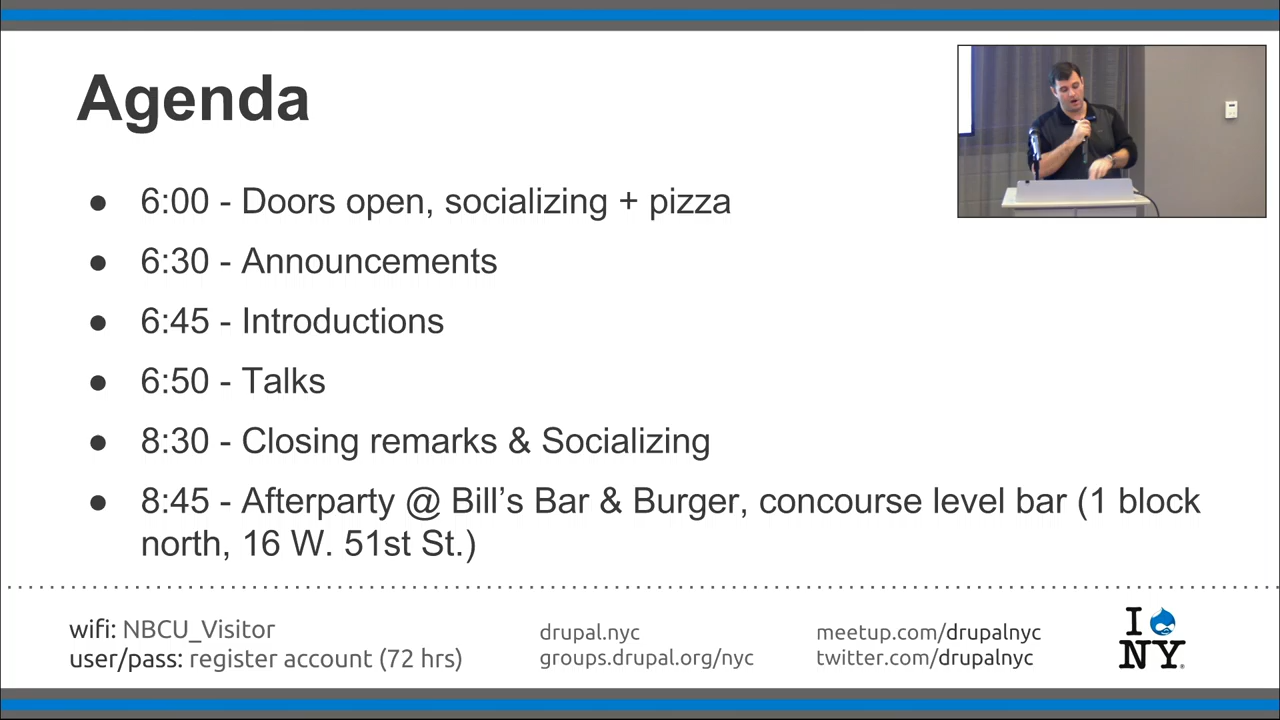 Agenda
● 6:00 - Doors open, socializing + pizza
● 6:30 - Announcements
● 6:45 - Introductions
● 6:50 - Talks
● 8:30 - Closing remarks & Socializing
● 8:45 - Afterparty @ Bill’s Bar & Burger, concourse level bar (1 block
north, 16 W. 51st St.)
wifi: NBCU_Visitor
user/pass: register account (72 hrs)
drupal.nyc
groups.drupal.org/nyc
meetup.com/drupalnyc
twitter.com/drupalnyc
I
NY®